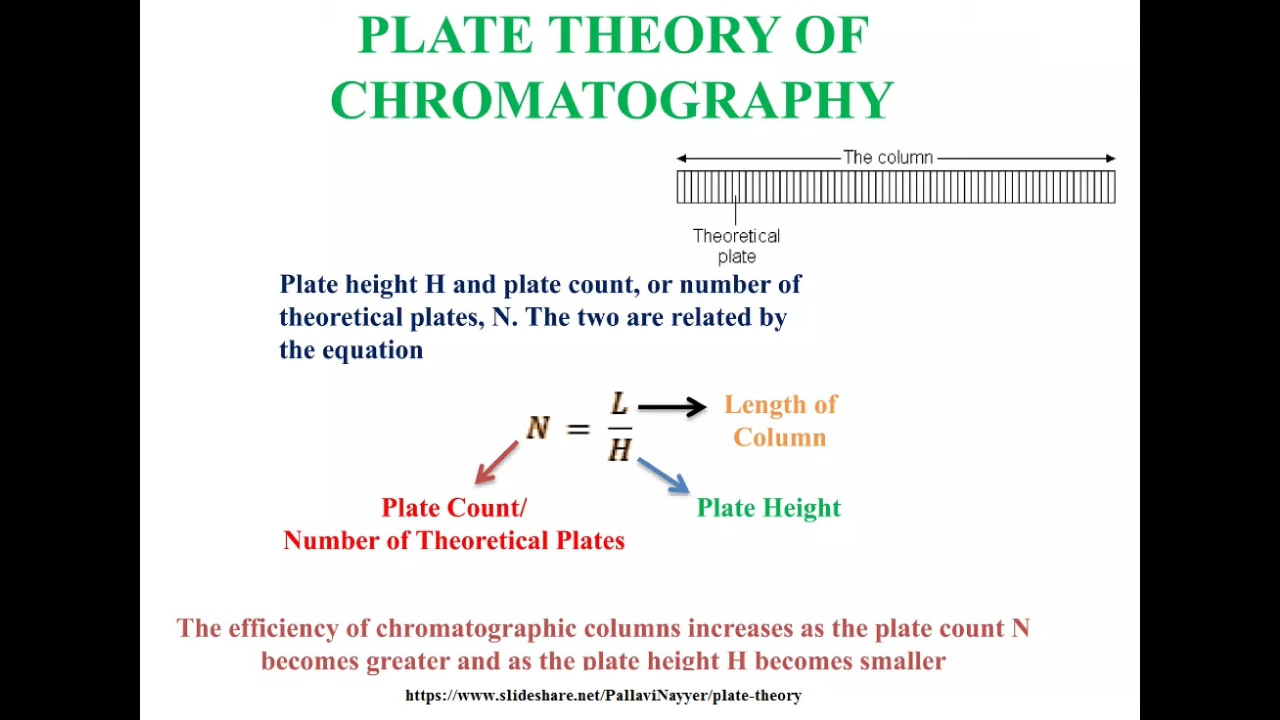 PLATE THEORY OF
CHROMATOGRAPHY
The column
Theoretical
plate
Plate height H and plate count, or number of
theoretical plates, N. The two are related by
the equation
N = L/H
Length of
Column
Plate Count/
Number of Theoretical Plates
Plate Height
The efficiency of chromatographic columns increases as the plate count N
becomes greater and as the plate height H becomes smaller
https://www.slideshare.net/PallaviNayyer/plate-theory